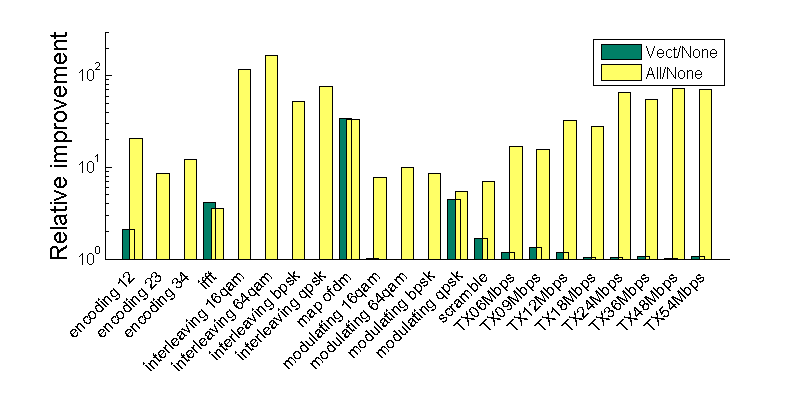 Relative improvement
10^2
10^1
10^0
Vect/None
All/None
encoding 12
encoding 23
encoding 34
ifft
interleaving 16qam
interleaving 64qam
interleaving bpsk
interleaving qpsk
map ofdm
modulating 16qam
modulating 64qam
modulating bpsk
modulating qpsk
scramble
TX06Mbps
TX09Mbps
TX12Mbps
TX18Mbps
TX24Mbps
TX36Mbps
TX48Mbps
TX54Mbps